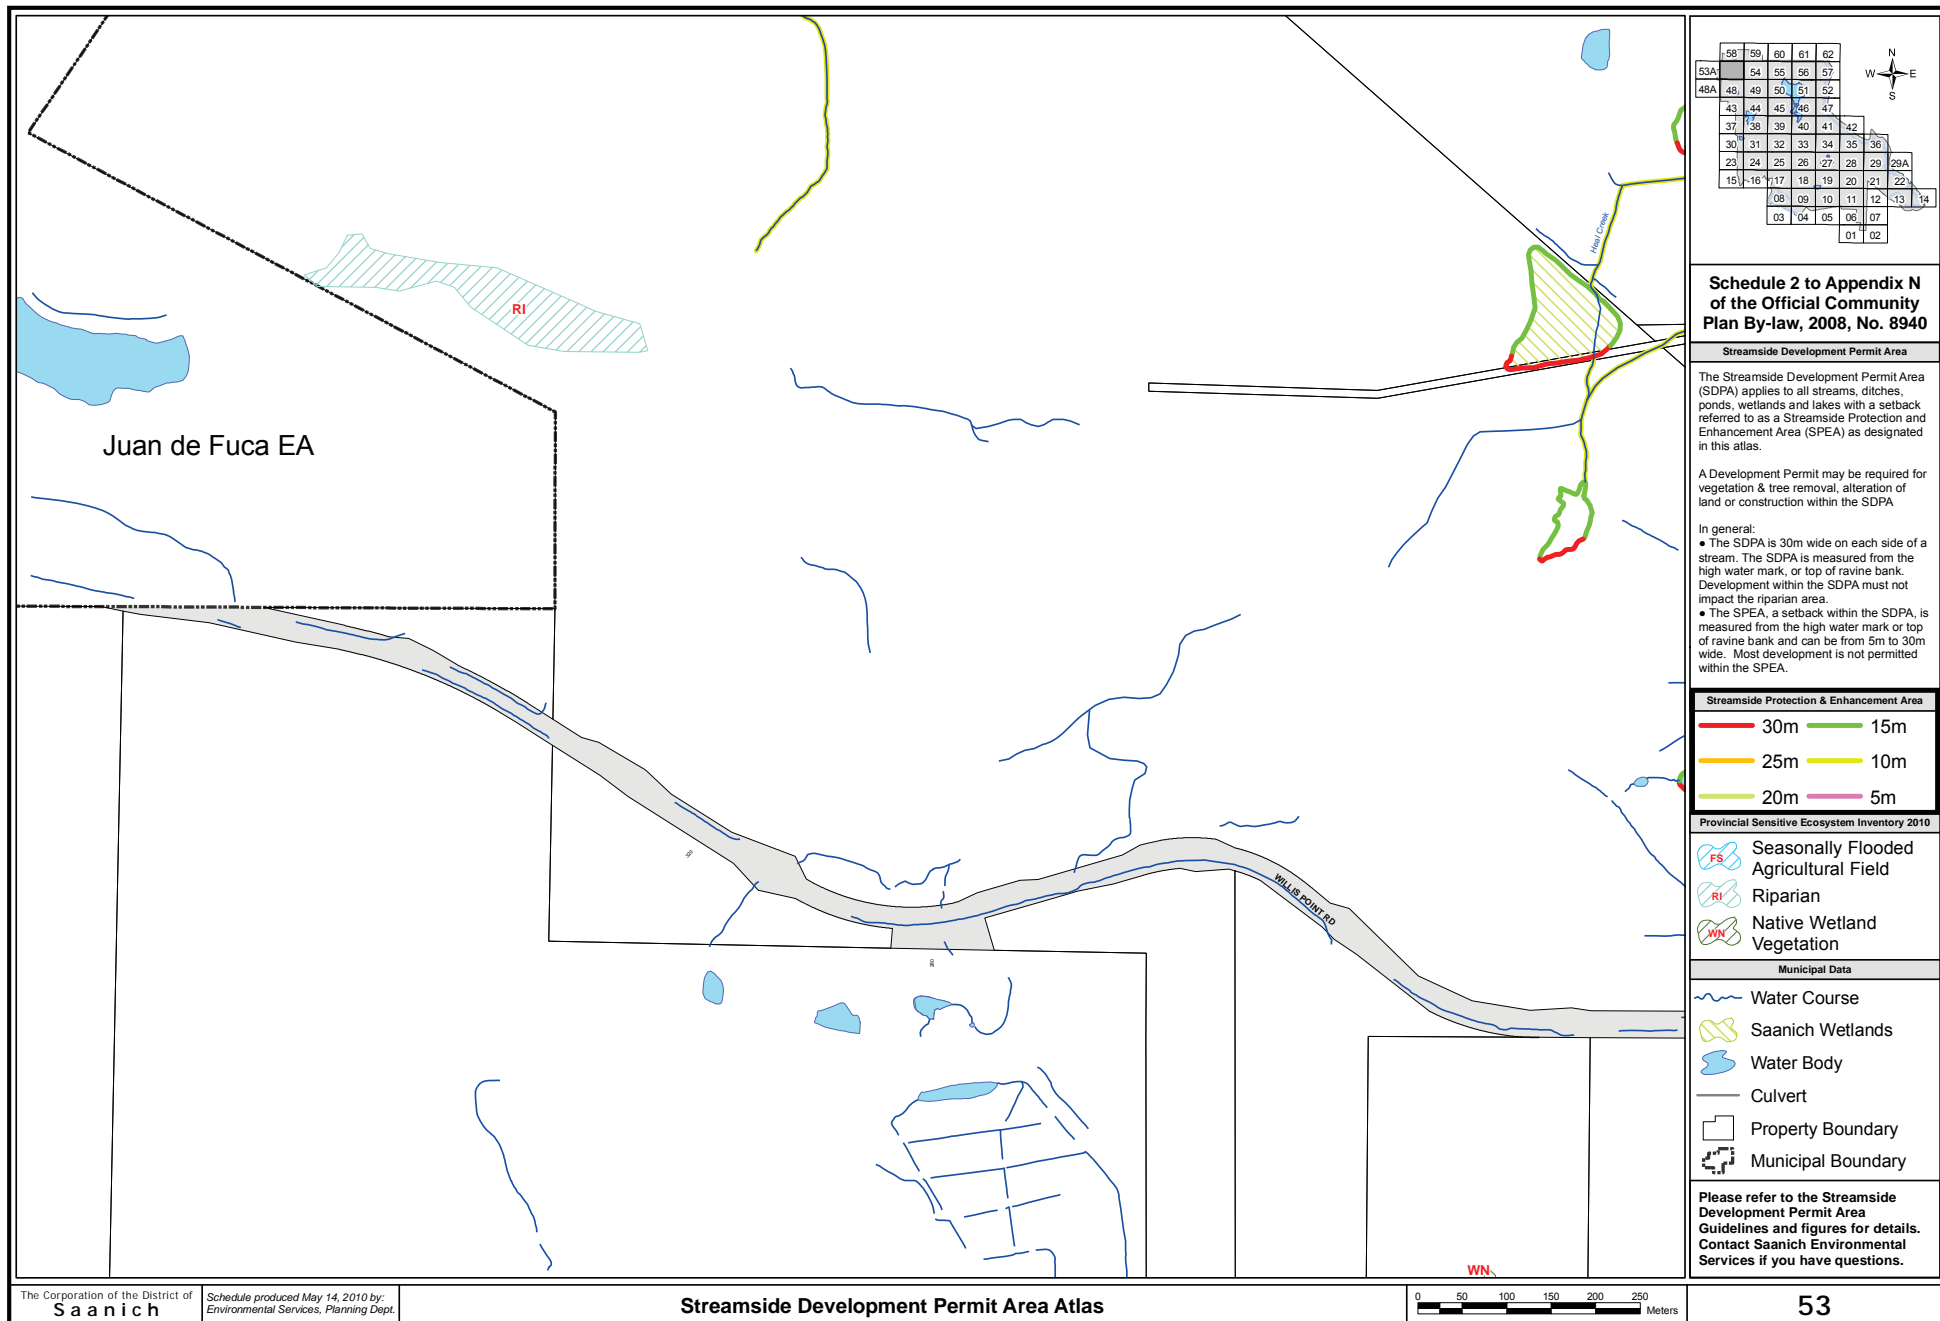 Juan de Fuca EA
RI
Heal Creek
WILLIS POINT RD
320
280
WN
58 59 60 61 62
53A 54 55 56 57
48A 48 49 50 51 52
43 44 45 46 47
37 38 39 40 41 42
30 31 32 33 34 35 36
23 24 25 26 27 28 29 29A
15 16 17 18 19 20 21 22
08 09 10 11 12 13 14
03 04 05 06 07
01 02
N
W E
S
Schedule 2 to Appendix N
of the Official Community
Plan By-law, 2008, No. 8940
Streamside Development Permit Area
The Streamside Development Permit Area
(SDPA) applies to all streams, ditches,
ponds, wetlands and lakes with a setback
referred to as a Streamside Protection and
Enhancement Area (SPEA) as designated
in this atlas.
A Development Permit may be required for
vegetation & tree removal, alteration of
land or construction within the SDPA
In general:
● The SDPA is 30m wide on each side of a
stream. The SDPA is measured from the
high water mark, or top of ravine bank.
Development within the SDPA must not
impact the riparian area.
● The SPEA, a setback within the SDPA, is
measured from the high water mark or top
of ravine bank and can be from 5m to 30m
wide. Most development is not permitted
within the SPEA.
Streamside Protection & Enhancement Area
30m 15m
25m 10m
20m 5m
Provincial Sensitive Ecosystem Inventory 2010
FS Seasonally Flooded
Agricultural Field
RI Riparian
WN Native Wetland
Vegetation
Municipal Data
Water Course
Saanich Wetlands
Water Body
Culvert
Property Boundary
Municipal Boundary
Please refer to the Streamside
Development Permit Area
Guidelines and figures for details.
Contact Saanich Environmental
Services if you have questions.
The Corporation of the District of
Saanich
Schedule produced May 14, 2010 by:
Environmental Services, Planning Dept.
Streamside Development Permit Area Atlas
0 50 100 150 200 250
Meters
53